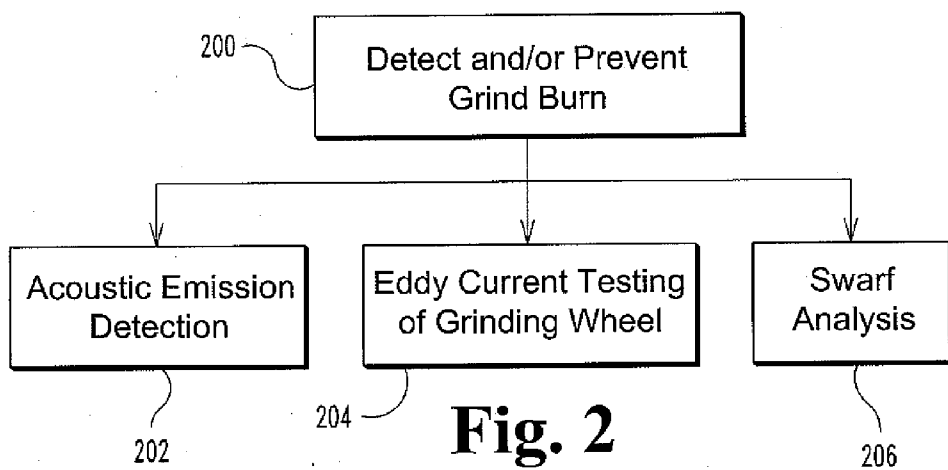 200
Detect and/or Prevent
Grind Burn
Acoustic Emission
Detection
Eddy Current Testing
of Grinding Wheel
Swarf
Analysis
202
204
206
Fig. 2